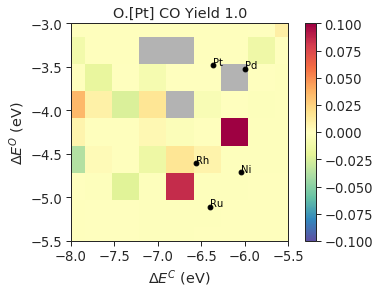 O.[Pt] CO Yield 1.0
−3.0
−3.5
−4.0
−4.5
−5.0
−5.5
ΔE^O (eV)
Pt
Pd
Rh
Ni
Ru
−8.0 −7.5 −7.0 −6.5 −6.0 −5.5
ΔE^C (eV)
0.100
0.075
0.050
0.025
0.000
−0.025
−0.050
−0.075
−0.100